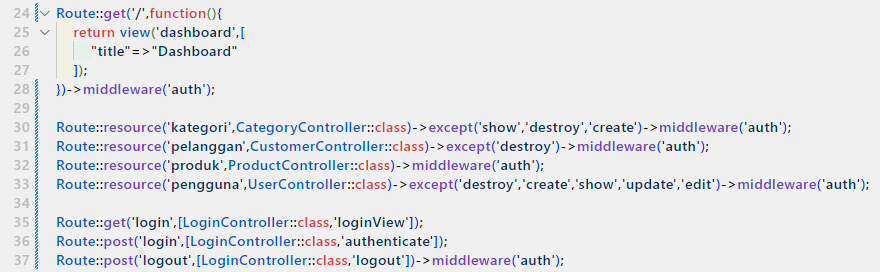 24 Route::get('/',function(){
25 return view('dashboard',[
26 "title"=>"Dashboard"
27 ]);
28 })->middleware('auth');
29
30 Route::resource('kategori',CategoryController::class)->except('show','destroy','create')->middleware('auth');
31 Route::resource('pelanggan',CustomerController::class)->except('destroy')->middleware('auth');
32 Route::resource('produk',ProductController::class)->middleware('auth');
33 Route::resource('pengguna',UserController::class)->except('destroy','create','show','update','edit')->middleware('auth');
34
35 Route::get('login',[LoginController::class,'loginView']);
36 Route::post('login',[LoginController::class,'authenticate']);
37 Route::post('logout',[LoginController::class,'logout'])->middleware('auth');